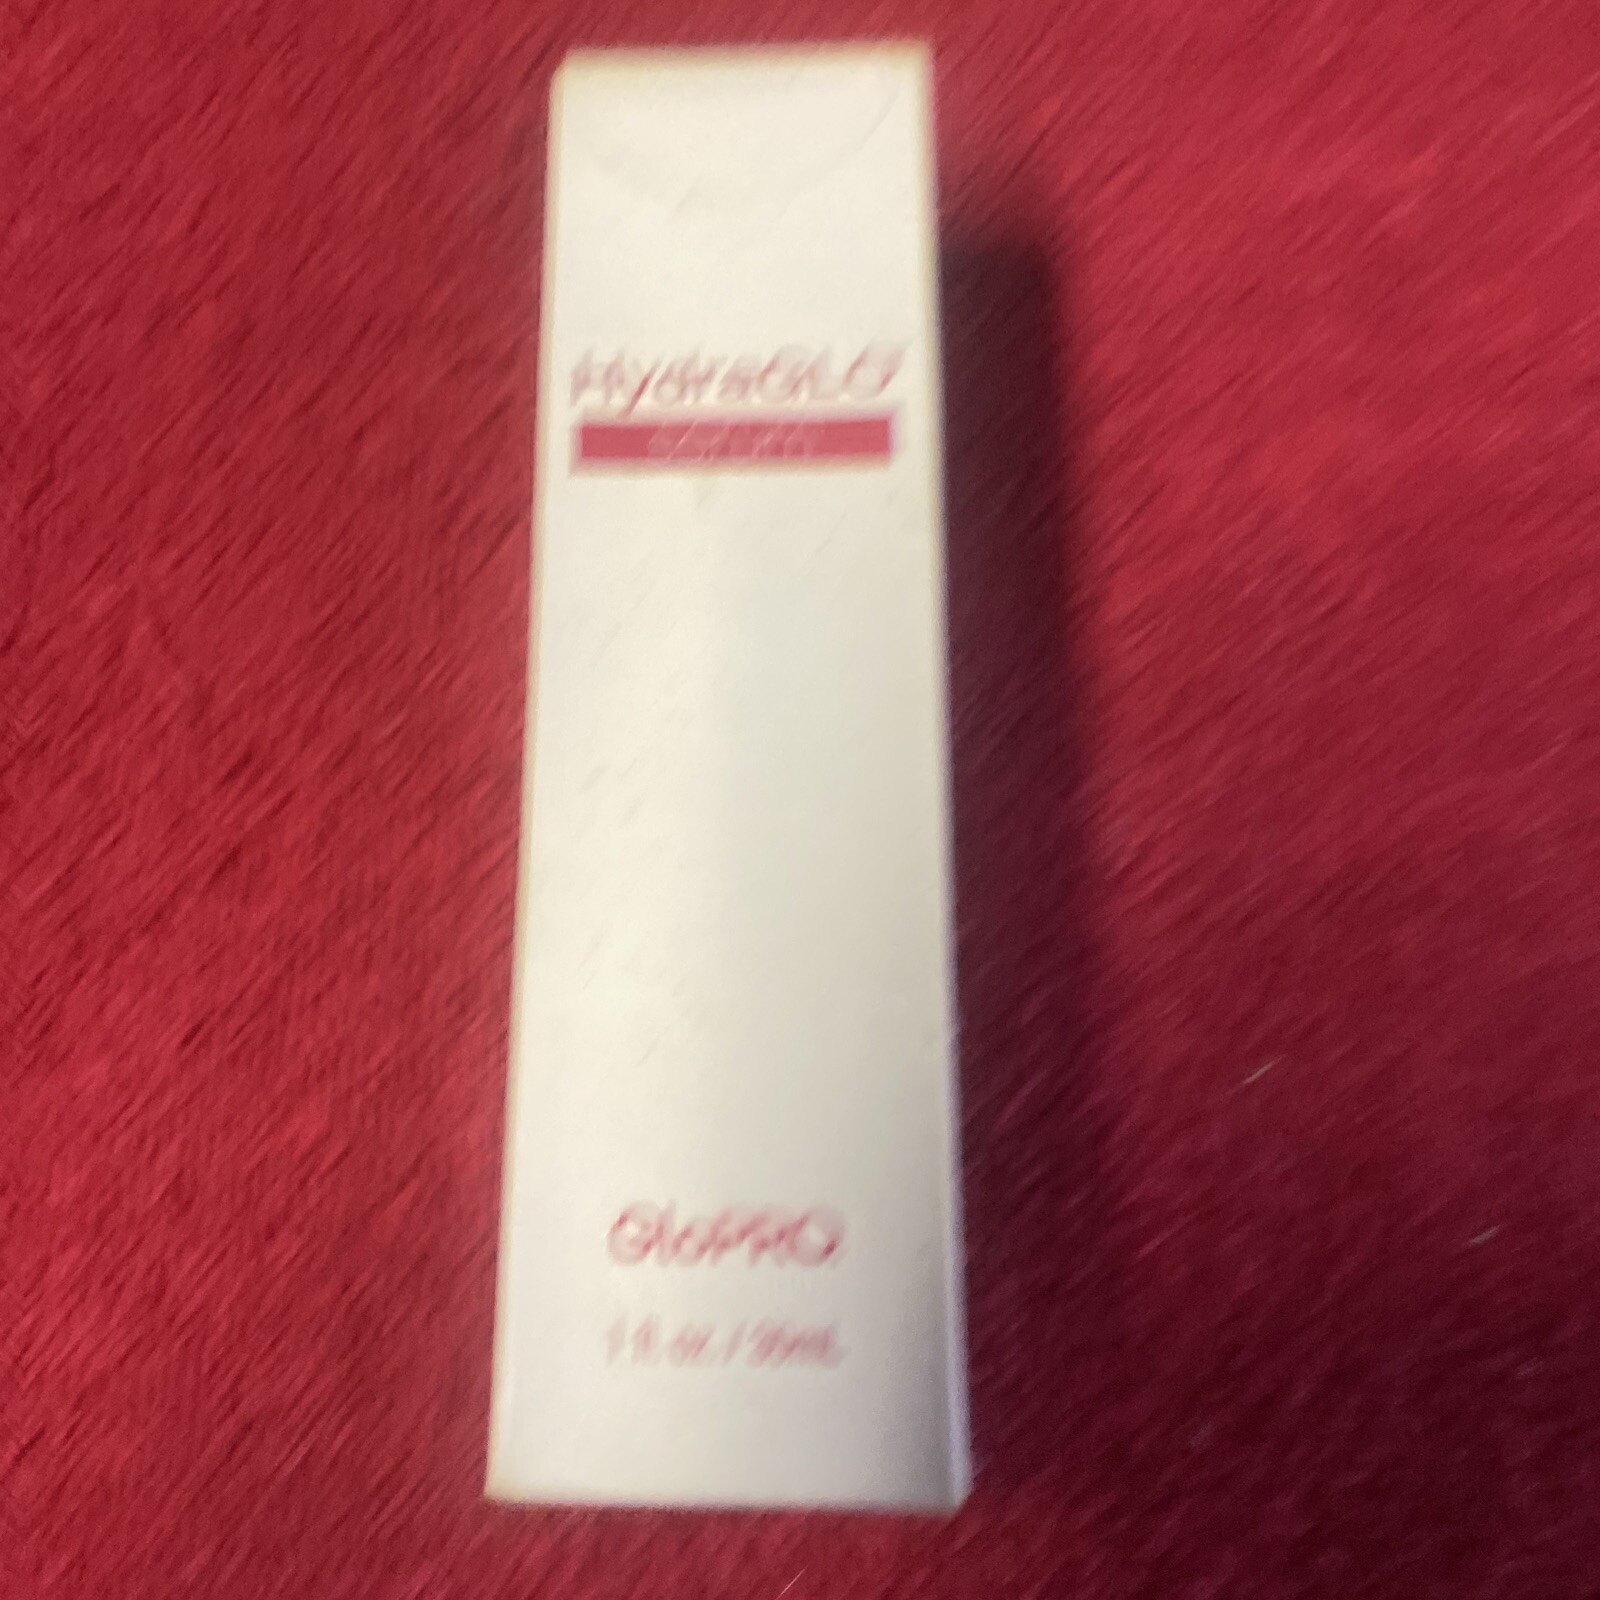 HydraGLO
GloPRO
1 fl. oz. / 30mL